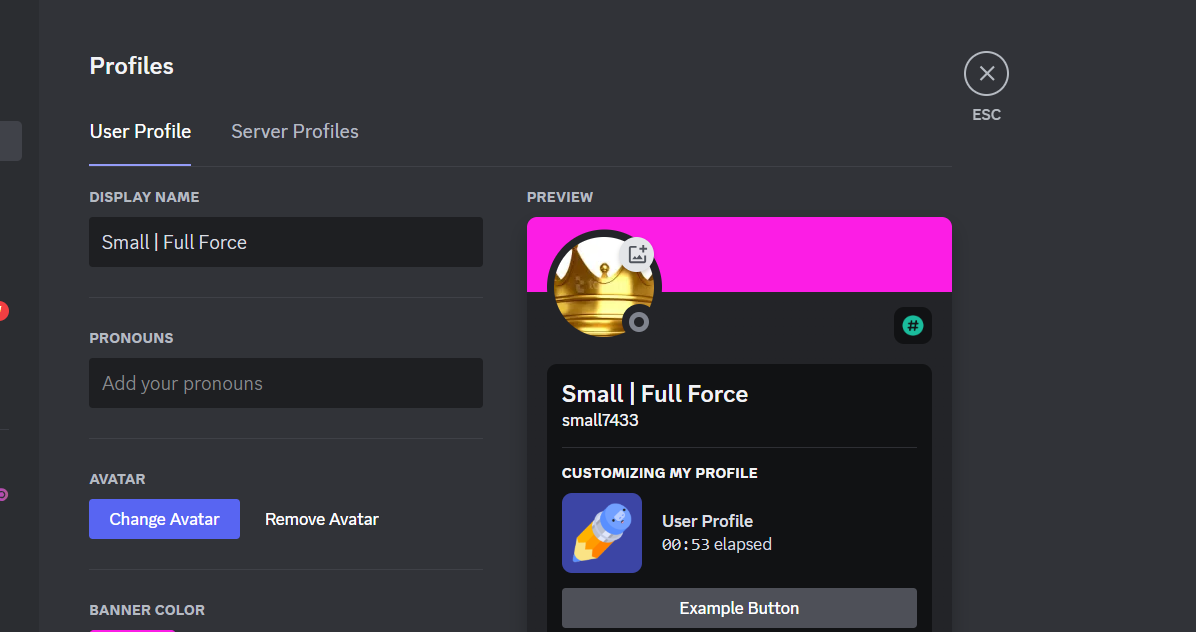 Profiles
ESC
User Profile
Server Profiles
DISPLAY NAME
Small | Full Force
PRONOUNS
Add your pronouns
AVATAR
Change Avatar
Remove Avatar
BANNER COLOR
PREVIEW
#
Small | Full Force
small7433
CUSTOMIZING MY PROFILE
User Profile
00:53 elapsed
Example Button